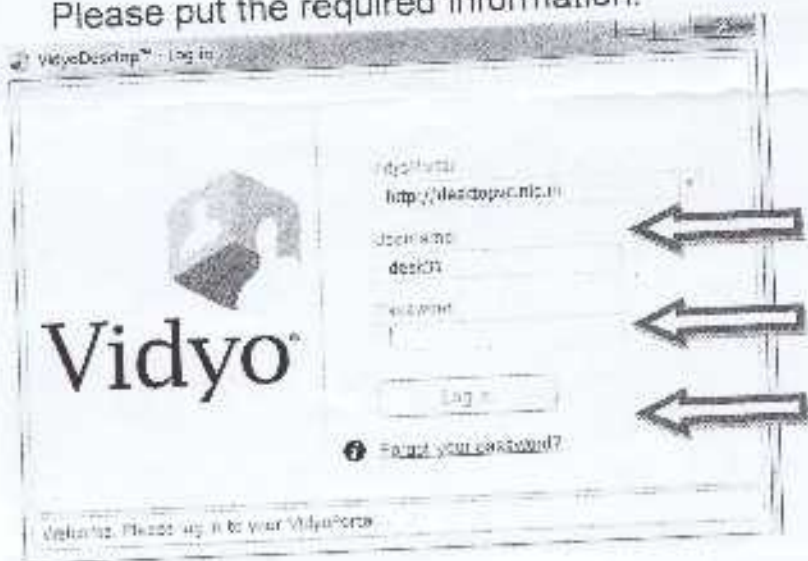 Please put the required information.
VidyoDesktop™ - Log in
VidyoPortal
http://desktopvc.nic.in
Username
Password
Vidyo®
Log in
Forgot your password?
Welcome. Please log in to your VidyoPortal